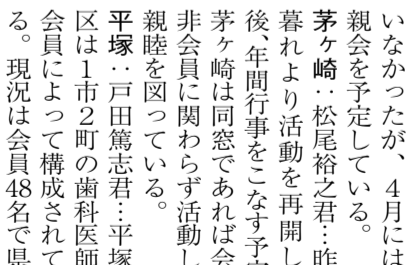 いなかったが、4月には
親会を予定している。
茅ヶ崎：松尾裕之君…昨
暮れより活動を再開し
後、年間行事をこなす予
茅ヶ崎は同窓であれば会
非会員に関わらず活動し
親睦を図っている。
平塚：戸田篤志君…平塚
区は1市2町の歯科医師
会員によって構成されて
る。現況は会員48名で県